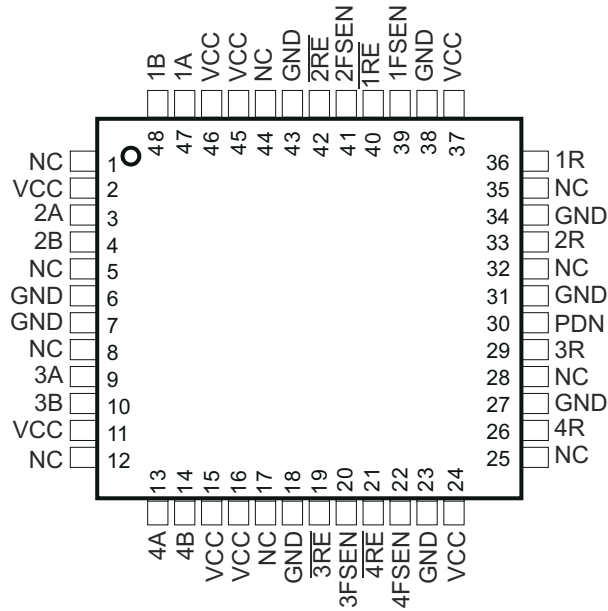 1B 1A VCC VCC NC GND 2RE 2FSEN 1RE 1FSEN GND VCC
48 47 46 45 44 43 42 41 40 39 38 37
NC 1 36 1R
VCC 2 35 NC
2A 3 34 GND
2B 4 33 2R
NC 5 32 NC
GND 6 31 GND
GND 7 30 PDN
NC 8 29 3R
3A 9 28 NC
3B 10 27 GND
VCC 11 26 4R
NC 12 25 NC
13 14 15 16 17 18 19 20 21 22 23 24
4A 4B VCC VCC NC GND 3RE 3FSEN 4RE 4FSEN GND VCC